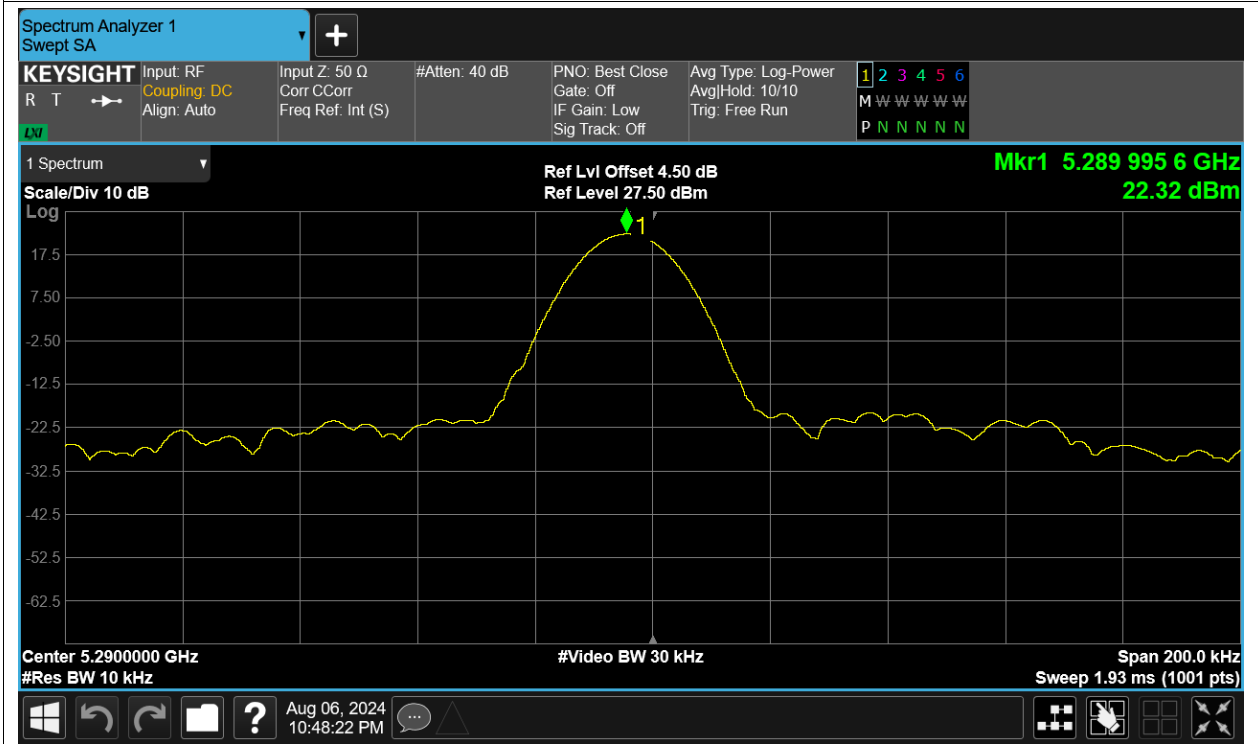 Spectrum Analyzer 1
Swept SA
+
KEYSIGHT
R T
LXI
Input: RF
Coupling: DC
Align: Auto
Input Z: 50 Ω
Corr CCorr
Freq Ref: Int (S)
#Atten: 40 dB
PNO: Best Close
Gate: Off
IF Gain: Low
Sig Track: Off
Avg Type: Log-Power
Avg|Hold: 10/10
Trig: Free Run
1 2 3 4 5 6
M W W W W W
P N N N N N
1 Spectrum
Scale/Div 10 dB
Log
Ref Lvl Offset 4.50 dB
Ref Level 27.50 dBm
Mkr1 5.289 995 6 GHz
22.32 dBm
1
17.5
7.50
-2.50
-12.5
-22.5
-32.5
-42.5
-52.5
-62.5
Center 5.2900000 GHz
#Res BW 10 kHz
#Video BW 30 kHz
Span 200.0 kHz
Sweep 1.93 ms (1001 pts)
?
Aug 06, 2024
10:48:22 PM